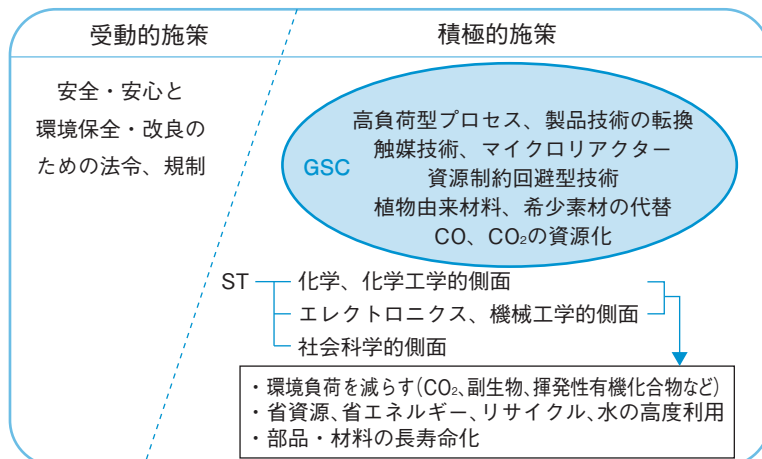 受動的施策
積極的施策
安全・安心と
環境保全・改良の
ための法令、規制
GSC
高負荷型プロセス、製品技術の転換
触媒技術、マイクロリアクター
資源制約回避型技術
植物由来材料、希少素材の代替
CO、CO₂の資源化
ST
化学、化学工学的側面
エレクトロニクス、機械工学的側面
社会科学的側面
・環境負荷を減らす(CO₂、副生物、揮発性有機化合物など)
・省資源、省エネルギー、リサイクル、水の高度利用
・部品・材料の長寿命化